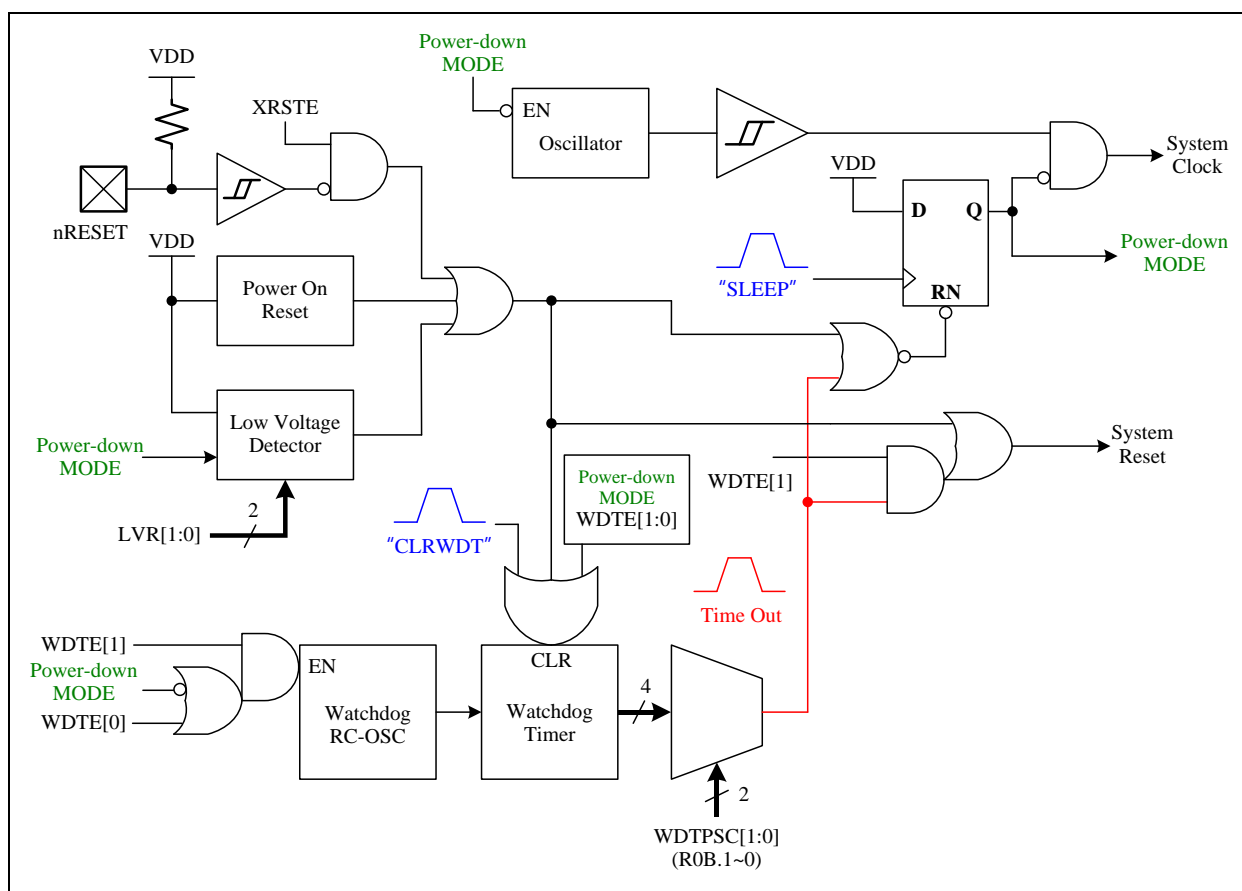 Power-down
MODE
VDD
XRSTE
EN
Oscillator
System
Clock
VDD
nRESET
D
Q
VDD
Power-down
MODE
Power On
Reset
"SLEEP"
RN
Low Voltage
Detector
Power-down
MODE
System
Reset
WDTE[1]
Power-down
MODE
WDTE[1:0]
2
LVR[1:0]
"CLRWDT"
Time Out
WDTE[1]
Power-down
MODE
WDTE[0]
EN
Watchdog
RC-OSC
CLR
Watchdog
Timer
4
2
WDTPSC[1:0]
(R0B.1~0)